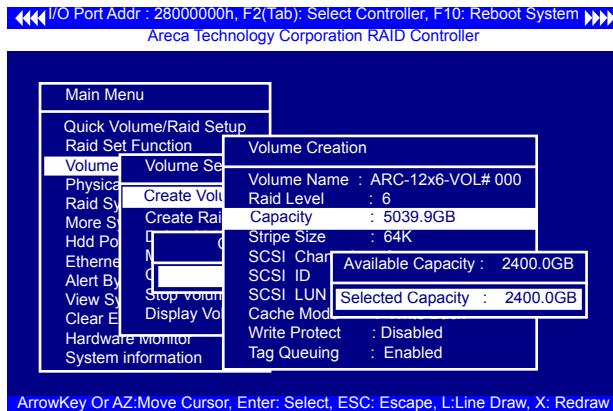 I/O Port Addr : 28000000h, F2(Tab): Select Controller, F10: Reboot System
Areca Technology Corporation RAID Controller
Main Menu
Quick Volume/Raid Setup
Raid Set Function
Volume
Physica
Raid Sy
More Sy
Hdd Po
Etherne
Alert By
View Sy
Clear E
Hardware Monitor
System information
Volume Se
Create Volu
Create Rai
Stop Volum
Display Vo
Volume Creation
Volume Name : ARC-12x6-VOL# 000
Raid Level : 6
Capacity : 5039.9GB
Stripe Size : 64K
SCSI Chan
SCSI ID
SCSI LUN
Cache Mode : Write Back
Write Protect : Disabled
Tag Queuing : Enabled
Available Capacity : 2400.0GB
Selected Capacity : 2400.0GB
ArrowKey Or AZ:Move Cursor, Enter: Select, ESC: Escape, L:Line Draw, X: Redraw